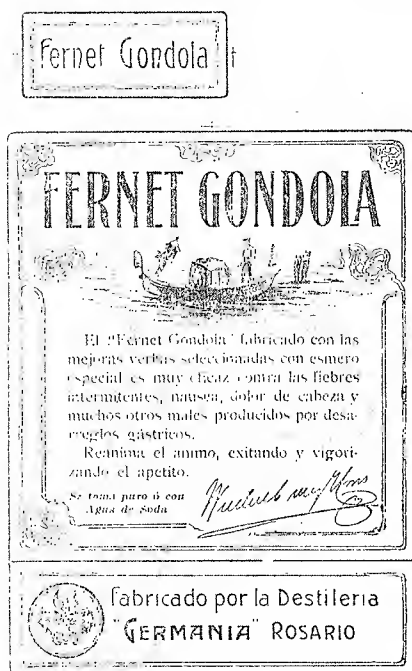 Fernet Gondola
FERNET GONDOLA
El "Fernet Gondola" fabricado con las
mejoras yerbas seleccionadas con esmero
especial es muy eficaz contra las fiebres
intermitentes, nausea, dolor de cabeza y
muchos otros males producidos por desa-
rreglos gástricos.
Reanima el animo, exitando y vigori-
zando el apetito.
Se toma puro ó con
Agua de Soda
Fabricado por la Destileria
"GERMANIA" ROSARIO